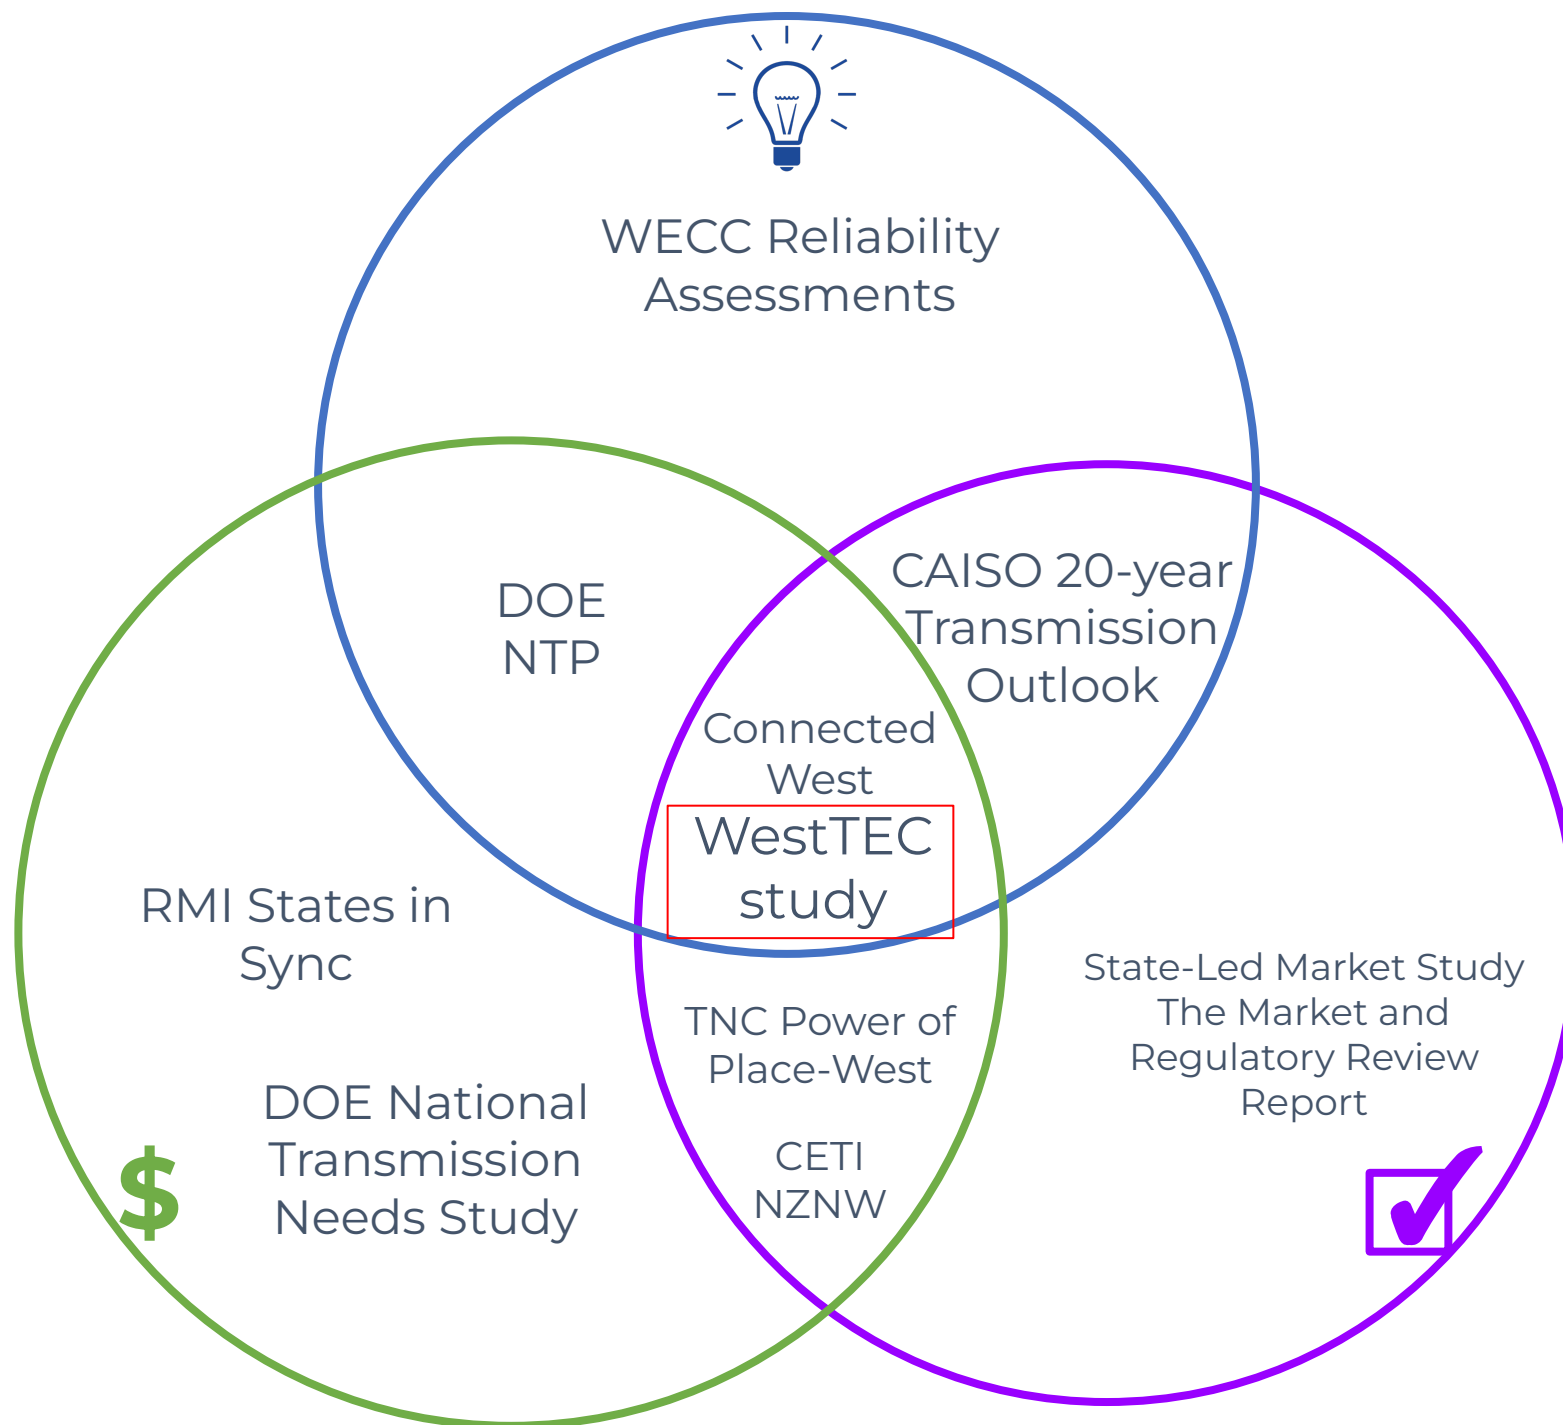 WECC Reliability
Assessments
DOE
NTP
CAISO 20-year
Transmission
Outlook
Connected
West
WestTEC
study
RMI States in
Sync
DOE National
Transmission
Needs Study
$
TNC Power of
Place-West
CETI
NZNW
State-Led Market Study
The Market and
Regulatory Review
Report